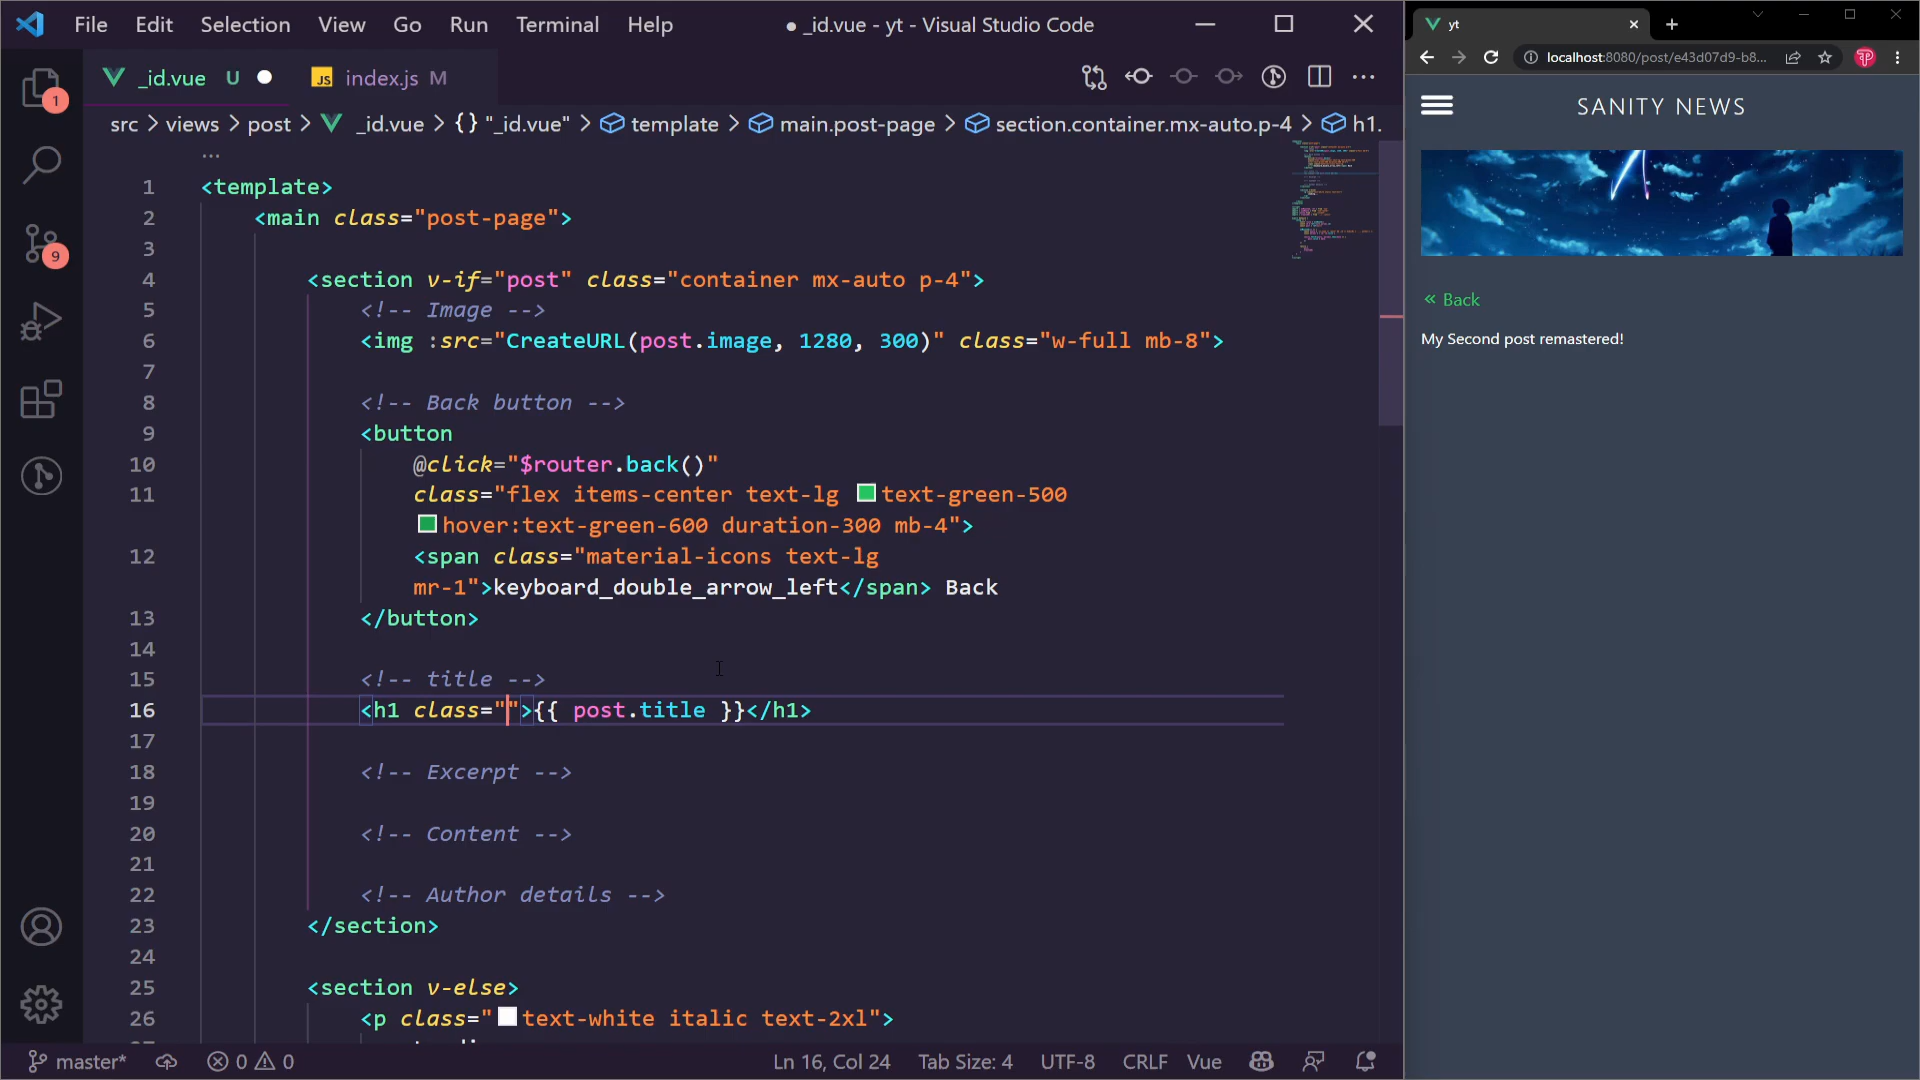 File Edit Selection View Go Run Terminal Help
● _id.vue - yt - Visual Studio Code
_id.vue U ●
JS index.js M
src > views > post > _id.vue > {} "_id.vue" > template > main.post-page > section.container.mx-auto.p-4 > h1.
...
1 <template>
2 <main class="post-page">
3
4 <section v-if="post" class="container mx-auto p-4">
5 <!-- Image -->
6 <img :src="CreateURL(post.image, 1280, 300)" class="w-full mb-8">
7
8 <!-- Back button -->
9 <button
10 @click="$router.back()"
11 class="flex items-center text-lg text-green-500
hover:text-green-600 duration-300 mb-4">
12 <span class="material-icons text-lg
mr-1">keyboard_double_arrow_left</span> Back
13 </button>
14
15 <!-- title -->
16 <h1 class="">{{ post.title }}</h1>
17
18 <!-- Excerpt -->
19
20 <!-- Content -->
21
22 <!-- Author details -->
23 </section>
24
25 <section v-else>
26 <p class="text-white italic text-2xl">
1
9
master* 0 0 Ln 16, Col 24 Tab Size: 4 UTF-8 CRLF Vue
yt
localhost:8080/post/e43d07d9-b8...
SANITY NEWS
« Back
My Second post remastered!